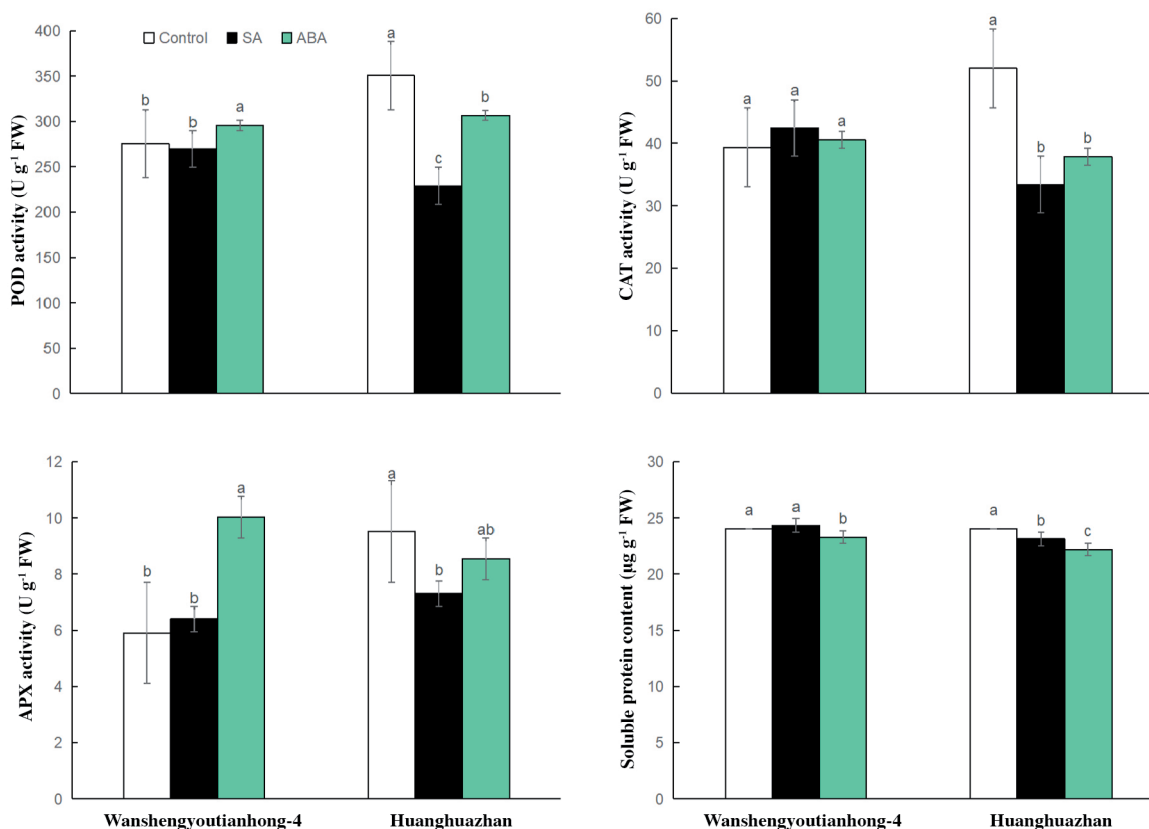 Control SA ABA
POD activity (U g⁻¹ FW)
400
350
300
250
200
150
100
50
0
b b a
a c b
CAT activity (U g⁻¹ FW)
60
50
40
30
20
10
0
a a a
a b b
APX activity (U g⁻¹ FW)
12
10
8
6
4
2
0
b b a
a b ab
Wanshengyoutianhong-4 Huanghuazhan
Soluble protein content (µg g⁻¹ FW)
30
25
20
15
10
5
0
a a b
a b c
Wanshengyoutianhong-4 Huanghuazhan